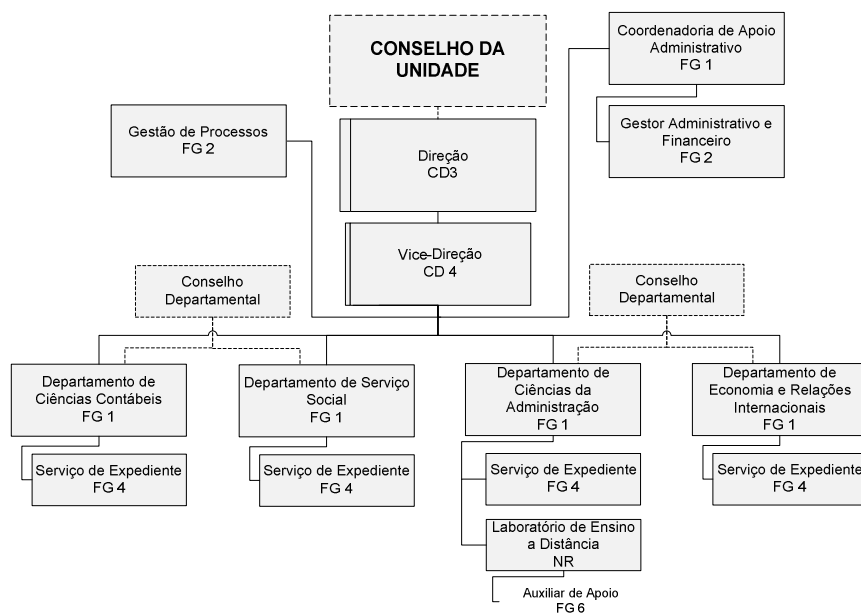 CONSELHO DA
UNIDADE
Coordenadoria de Apoio
Administrativo
FG 1
Gestão de Processos
FG 2
Direção
CD3
Gestor Administrativo e
Financeiro
FG 2
Vice-Direção
CD 4
Conselho
Departamental
Conselho
Departamental
Departamento de
Ciências Contábeis
FG 1
Departamento de Serviço
Social
FG 1
Departamento de
Ciências da
Administração
FG 1
Departamento de
Economia e Relações
Internacionais
FG 1
Serviço de Expediente
FG 4
Serviço de Expediente
FG 4
Serviço de Expediente
FG 4
Serviço de Expediente
FG 4
Laboratório de Ensino
a Distância
NR
Auxiliar de Apoio
FG 6